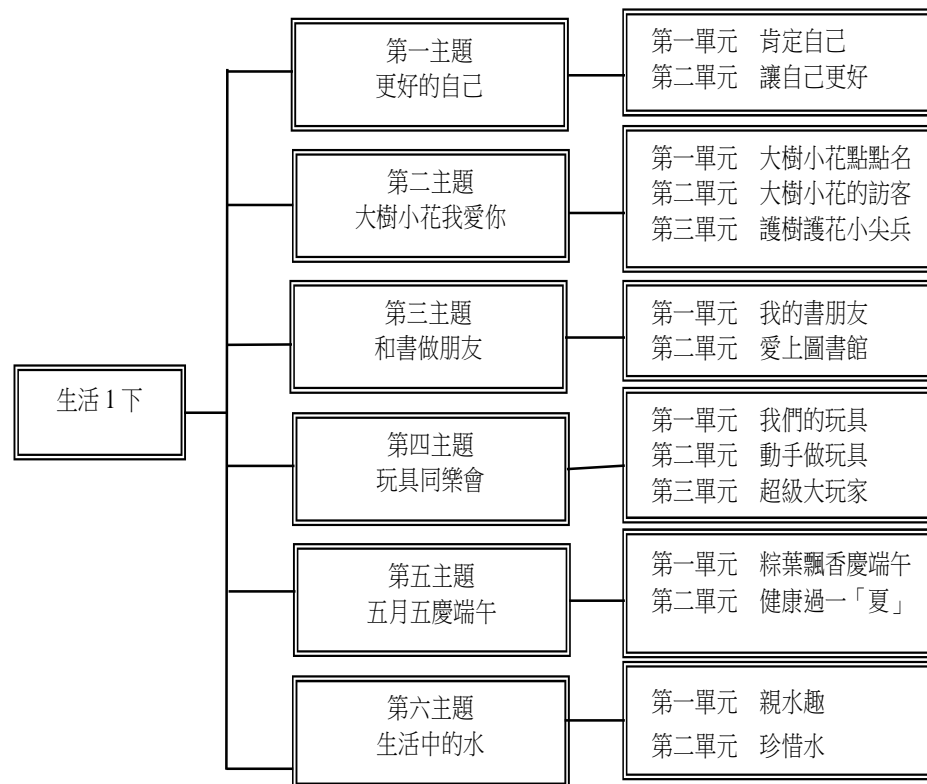 生活1下
第一主題
更好的自己
第一單元　肯定自己
第二單元　讓自己更好
第二主題
大樹小花我愛你
第一單元　大樹小花點點名
第二單元　大樹小花的訪客
第三單元　護樹護花小尖兵
第三主題
和書做朋友
第一單元　我的書朋友
第二單元　愛上圖書館
第四主題
玩具同樂會
第一單元　我們的玩具
第二單元　動手做玩具
第三單元　超級大玩家
第五主題
五月五慶端午
第一單元　粽葉飄香慶端午
第二單元　健康過一「夏」
第六主題
生活中的水
第一單元　親水趣
第二單元　珍惜水